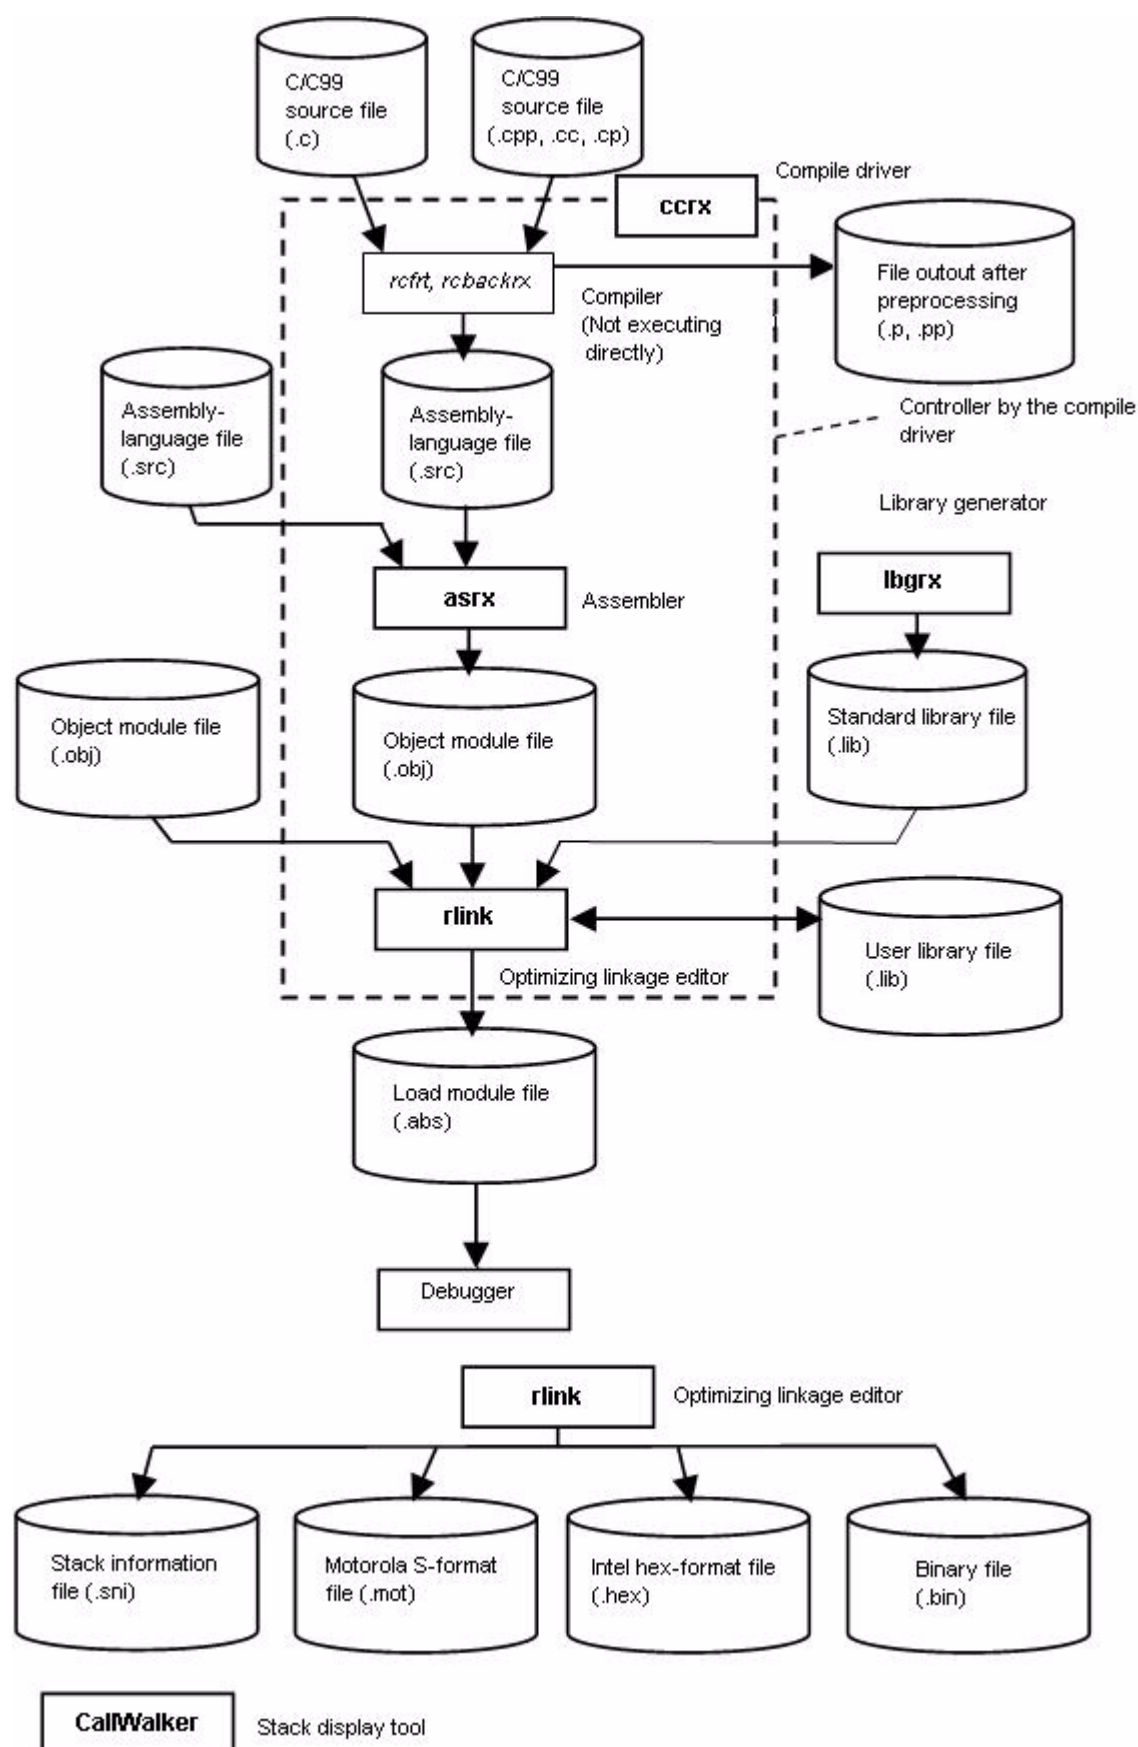 C/C99
source file
(.c)
C/C99
source file
(.cpp, .cc, .cp)
Compile driver
ccrx
rcfrt, rcbackrx
Compiler
(Not executing
directly)
File outout after
preprocessing
(.p, .pp)
Assembly-
language file
(.src)
Assembly-
language file
(.src)
Controller by the compile
driver
Library generator
asrx
Assembler
lbgrx
Object module file
(.obj)
Object module file
(.obj)
Standard library file
(.lib)
rlink
Optimizing linkage editor
User library file
(.lib)
Load module file
(.abs)
Debugger
rlink
Optimizing linkage editor
Stack information
file (.sni)
Motorola S-format
file (.mot)
Intel hex-format file
(.hex)
Binary file
(.bin)
CallWalker
Stack display tool